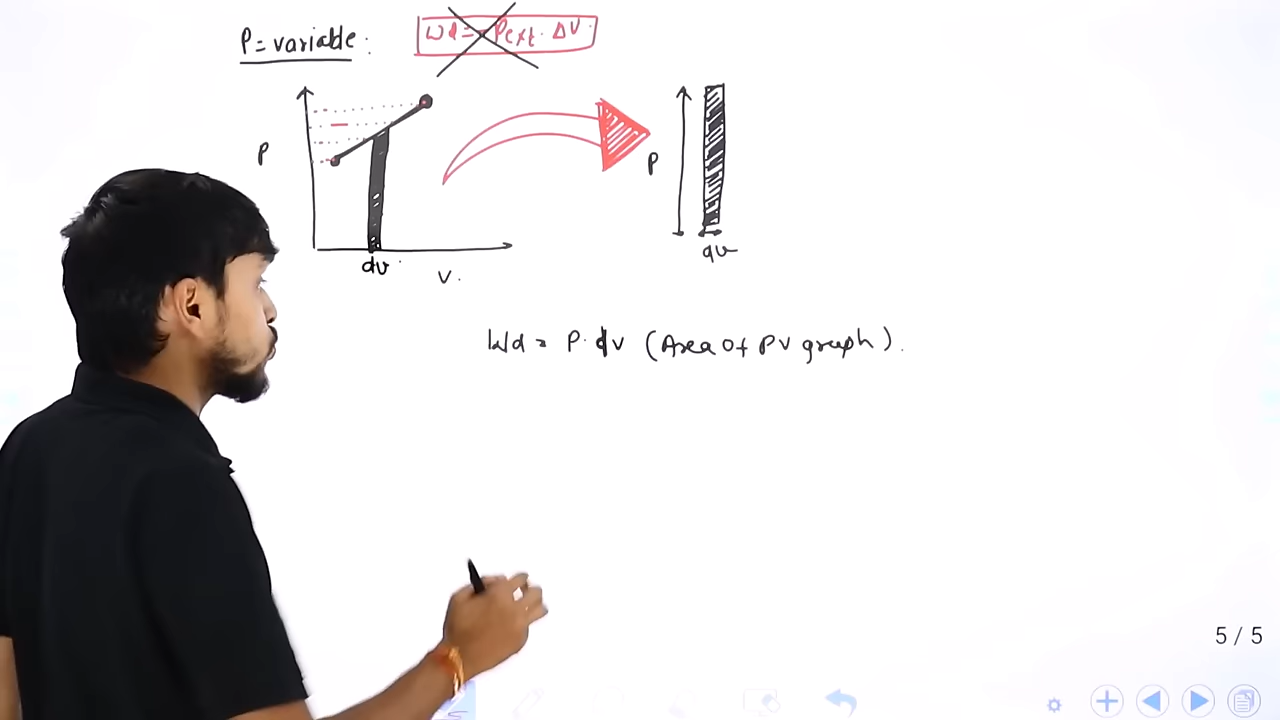 P = variable :
Wd = -Pext. ΔV.
P
P
dv.
V.
dv
Wd = P. dv (Area of PV graph).
5 / 5